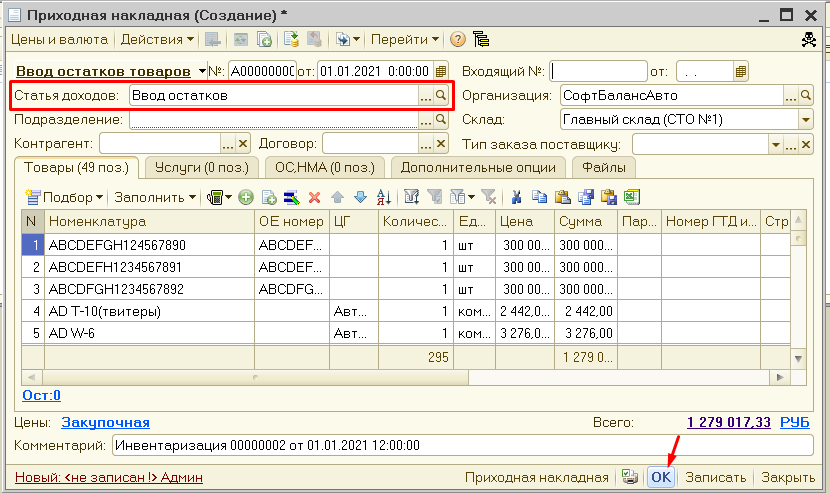 Приходная накладная (Создание) *
Цены и валюта Действия Перейти
Ввод остатков товаров №: А00000000 от: 01.01.2021 0:00:00 Входящий №: от: . .
Статья доходов: Ввод остатков ... Организация: СофтБалансАвто ...
Подразделение: ... Склад: Главный склад (СТО №1)
Контрагент: ... Договор: ... Тип заказа поставщику: ...
Товары (49 поз.) Услуги (0 поз.) ОС,НМА (0 поз.) Дополнительные опции Файлы
Подбор Заполнить
N Номенклатура ОЕ номер ЦГ Количес... Ед... Цена Сумма Пар... Номер ГТД и... Стр
1 ABCDEFGH124567890 ABCDEF... 1 шт 300 00... 300 000...
2 ABCDEFH1234567891 ABCDEF... 1 шт 300 00... 300 000...
3 ABCDFGH1234567892 ABCDFG... 1 шт 300 00... 300 000...
4 AD T-10(твитеры) Авт... 1 ком... 2 442,0... 2 442,00
5 AD W-6 Авт... 1 ком... 3 276,0... 3 276,00
295 1 279 0...
Ост:0
Цены: Закупочная Всего: 1 279 017,33 РУБ
Комментарий: Инвентаризация 00000002 от 01.01.2021 12:00:00
Новый: <не записан !> Админ Приходная накладная OK Записать Закрыть